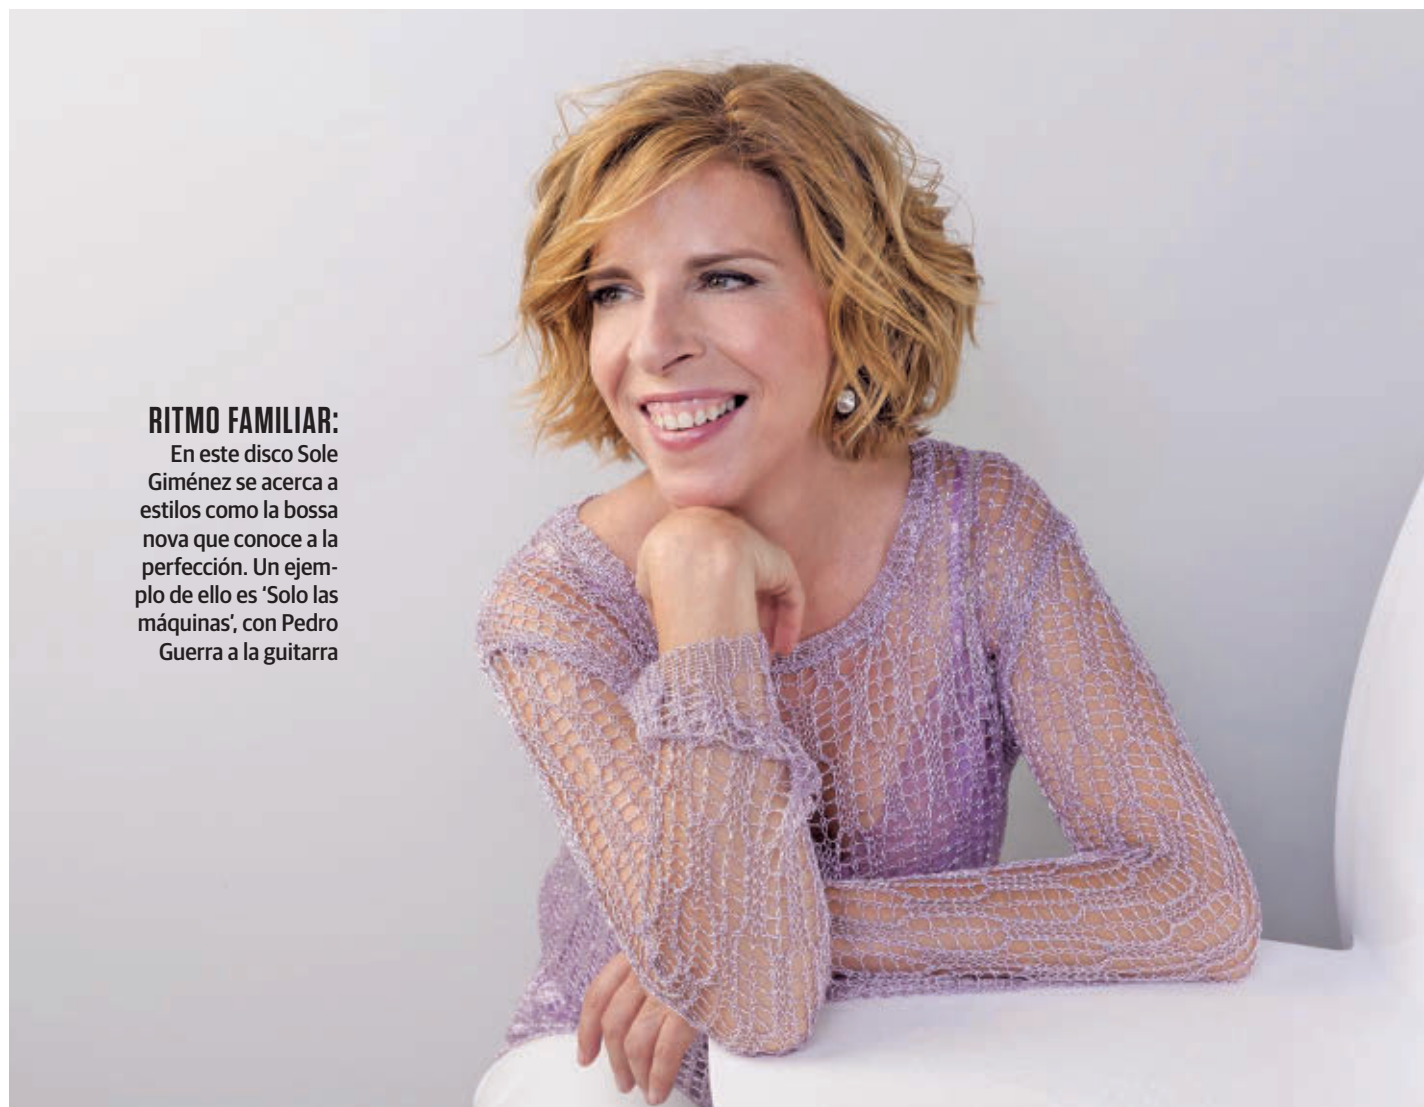 RITMO FAMILIAR:
En este disco Sole
Giménez se acerca a
estilos como la bossa
nova que conoce a la
perfección. Un ejem-
plo de ello es ‘Solo las
máquinas’, con Pedro
Guerra a la guitarra